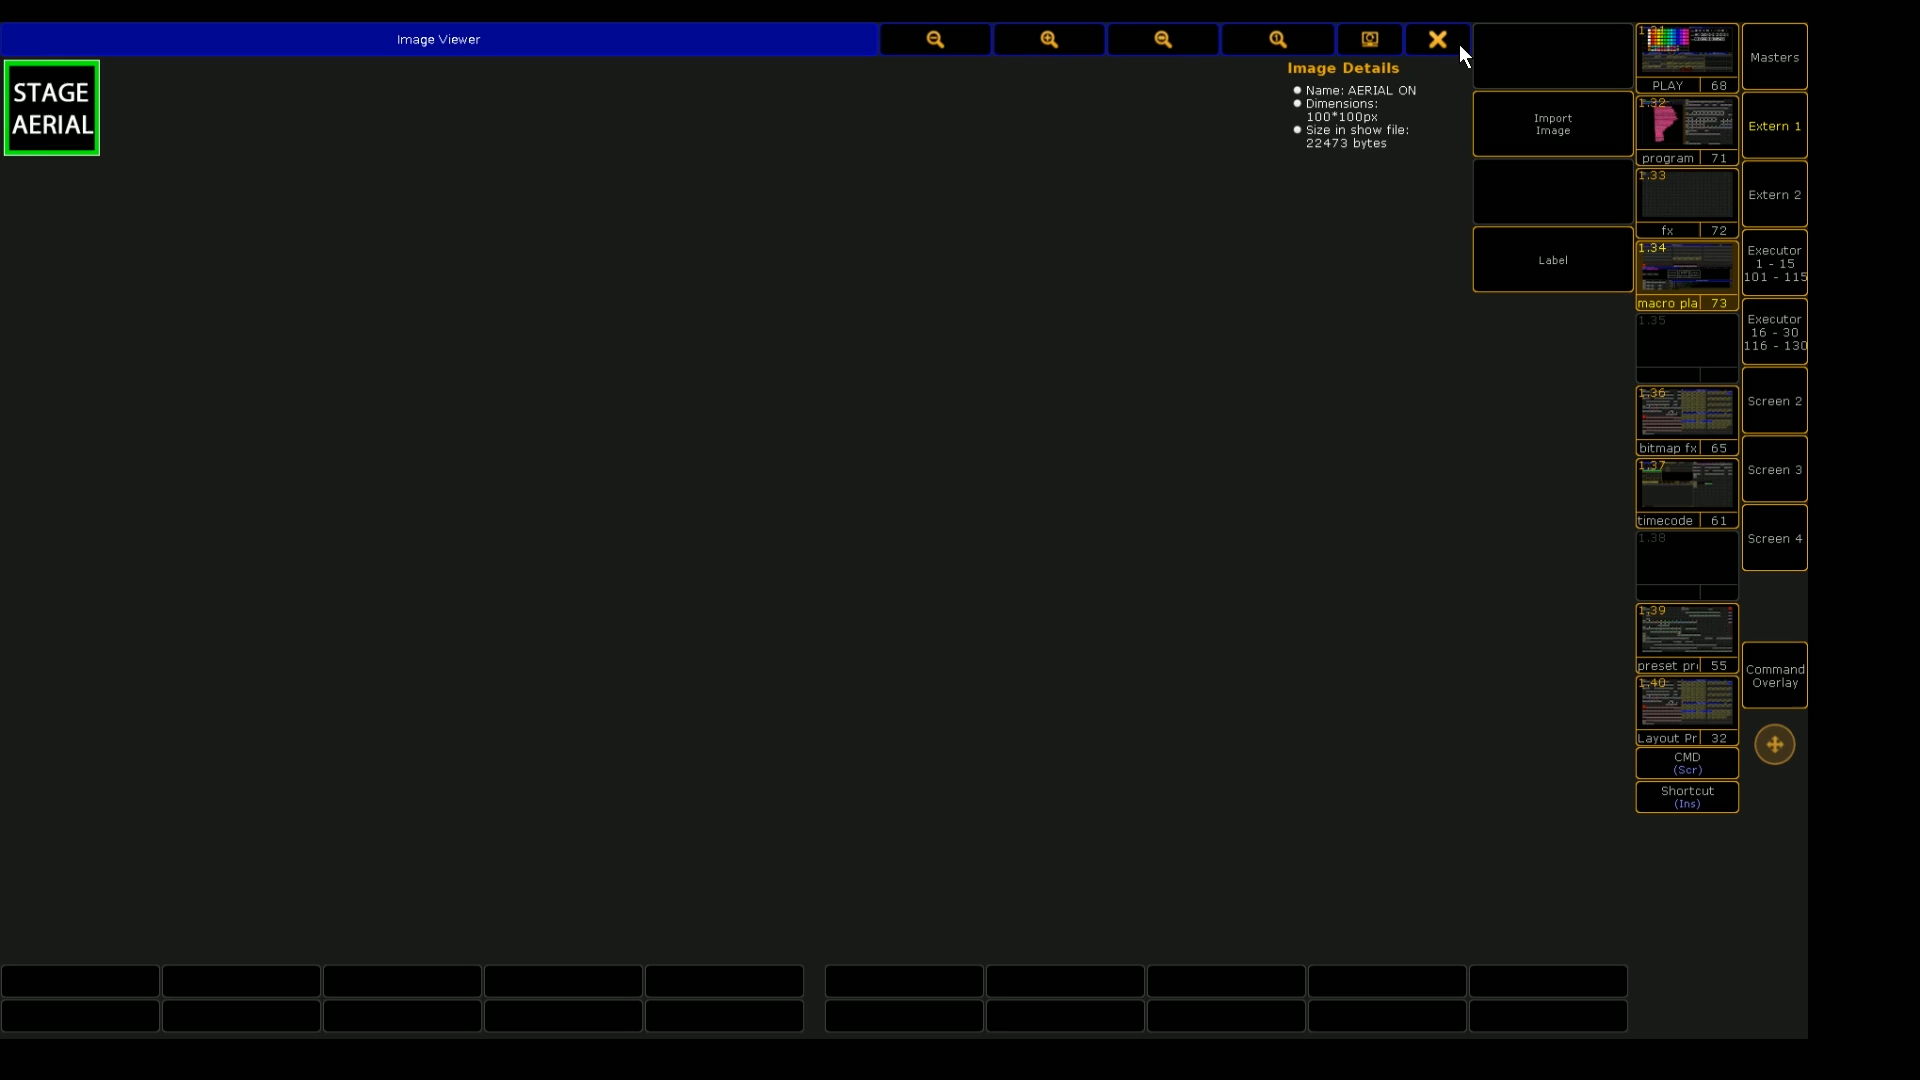 Image Viewer
STAGE
AERIAL
Image Details
Name: AERIAL ON
Dimensions:
100*100px
Size in show file:
22473 bytes
Import
Image
Label
PLAY 68
1.32
program 71
1.33
fx 72
1.34
macro pla 73
1.35
1.36
bitmap fx 65
1.37
timecode 61
1.38
1.39
preset pr 55
1.40
Layout Pr 32
CMD
(Scr)
Shortcut
(Ins)
Masters
Extern 1
Extern 2
Executor
1 - 15
101 - 115
Executor
16 - 30
116 - 130
Screen 2
Screen 3
Screen 4
Command
Overlay